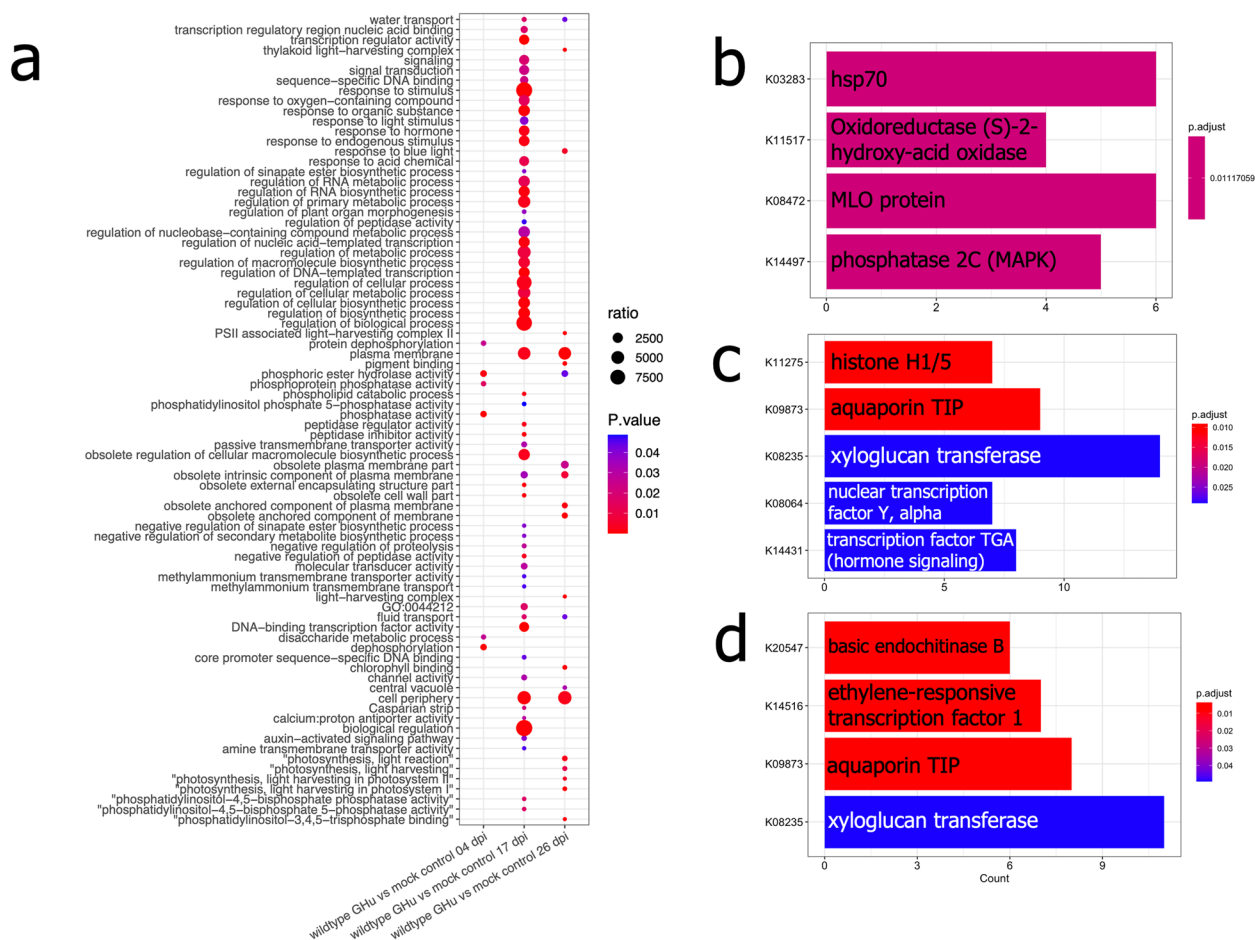 a
water transport
transcription regulatory region nucleic acid binding
transcription regulator activity
thylakoid light−harvesting complex
signaling
signal transduction
sequence−specific DNA binding
response to stimulus
response to oxygen−containing compound
response to organic substance
response to light stimulus
response to hormone
response to endogenous stimulus
response to blue light
response to acid chemical
regulation of sinapate ester biosynthetic process
regulation of RNA metabolic process
regulation of RNA biosynthetic process
regulation of primary metabolic process
regulation of plant organ morphogenesis
regulation of peptidase activity
regulation of nucleobase−containing compound metabolic process
regulation of nucleic acid−templated transcription
regulation of metabolic process
regulation of macromolecule biosynthetic process
regulation of DNA−templated transcription
regulation of cellular process
regulation of cellular metabolic process
regulation of cellular biosynthetic process
regulation of biosynthetic process
regulation of biological process
PSII associated light−harvesting complex II
protein dephosphorylation
plasma membrane
pigment binding
phosphoric ester hydrolase activity
phosphoprotein phosphatase activity
phospholipid catabolic process
phosphatidylinositol phosphate 5−phosphatase activity
phosphatase activity
peptidase regulator activity
peptidase inhibitor activity
passive transmembrane transporter activity
obsolete regulation of cellular macromolecule biosynthetic process
obsolete plasma membrane part
obsolete intrinsic component of plasma membrane
obsolete external encapsulating structure part
obsolete cell wall part
obsolete anchored component of plasma membrane
obsolete anchored component of membrane
negative regulation of sinapate ester biosynthetic process
negative regulation of secondary metabolite biosynthetic process
negative regulation of proteolysis
negative regulation of peptidase activity
molecular transducer activity
methylammonium transmembrane transporter activity
methylammonium transmembrane transport
light−harvesting complex
GO:0044212
fluid transport
DNA−binding transcription factor activity
disaccharide metabolic process
dephosphorylation
core promoter sequence−specific DNA binding
chlorophyll binding
channel activity
central vacuole
cell periphery
Casparian strip
calcium:proton antiporter activity
biological regulation
auxin−activated signaling pathway
amine transmembrane transporter activity
"photosynthesis, light reaction"
"photosynthesis, light harvesting"
"photosynthesis, light harvesting in photosystem II"
"photosynthesis, light harvesting in photosystem I"
"phosphatidylinositol−4,5−bisphosphate phosphatase activity"
"phosphatidylinositol−4,5−bisphosphate 5−phosphatase activity"
"phosphatidylinositol−3,4,5−trisphosphate binding"
wildtype GHu vs mock control 04 dpi
wildtype GHu vs mock control 17 dpi
wildtype GHu vs mock control 26 dpi
ratio
2500
5000
7500
P.value
0.04
0.03
0.02
0.01
b
K03283
hsp70
K11517
Oxidoreductase (S)-2-
hydroxy-acid oxidase
K08472
MLO protein
K14497
phosphatase 2C (MAPK)
0 2 4 6
p.adjust
0.01117059
c
K11275
histone H1/5
K09873
aquaporin TIP
K08235
xyloglucan transferase
K08064
nuclear transcription
factor Y, alpha
K14431
transcription factor TGA
(hormone signaling)
0 5 10
p.adjust
0.010
0.015
0.020
0.025
d
K20547
basic endochitinase B
K14516
ethylene-responsive
transcription factor 1
K09873
aquaporin TIP
K08235
xyloglucan transferase
0 3 6 9
Count
p.adjust
0.01
0.02
0.03
0.04